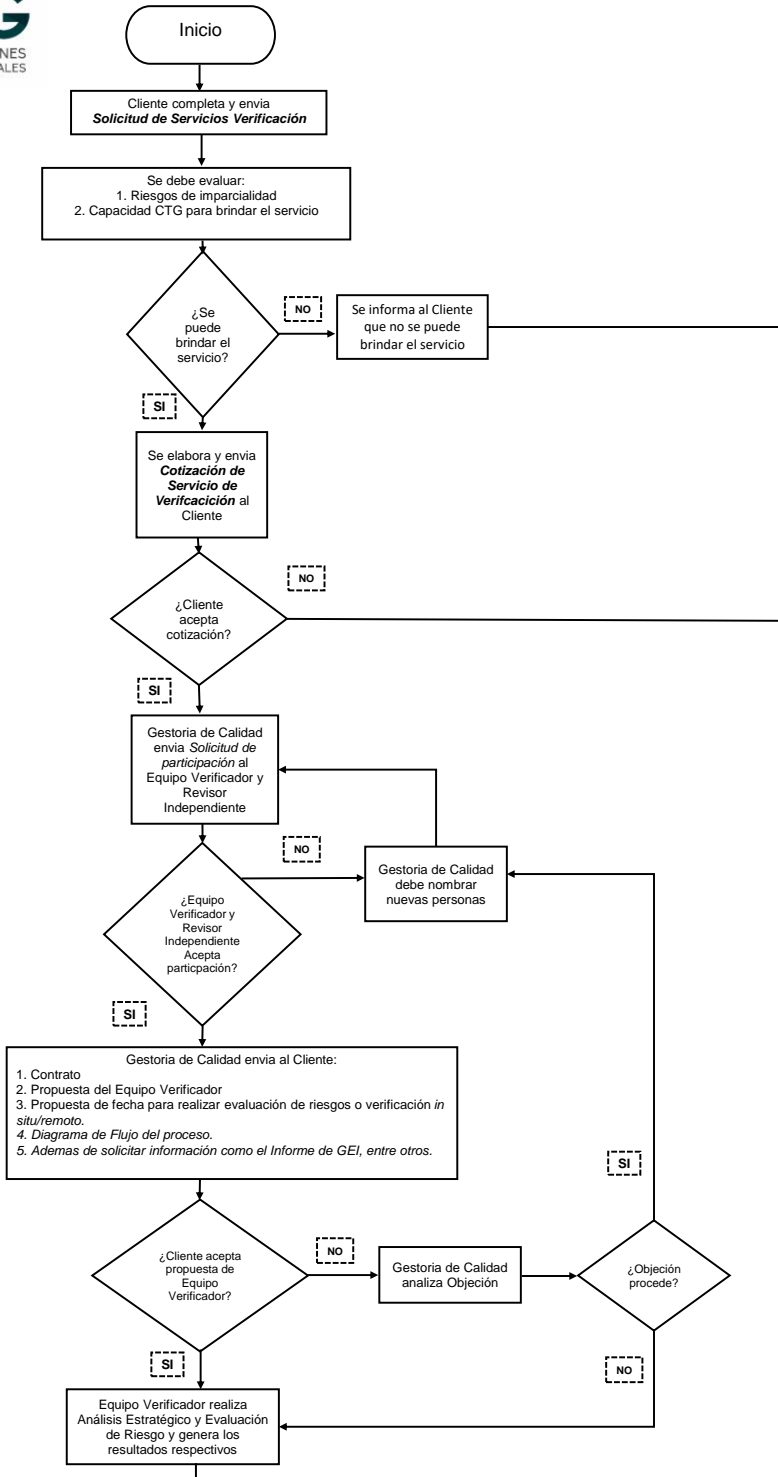 NES
ALES
Inicio
Cliente completa y envia
Solicitud de Servicios Verificación
Se debe evaluar:
1. Riesgos de imparcialidad
2. Capacidad CTG para brindar el servicio
¿Se
puede
brindar el
servicio?
NO
Se informa al Cliente
que no se puede
brindar el servicio
SI
Se elabora y envia
Cotización de
Servicio de
Verifcacición al
Cliente
¿Cliente
acepta
cotización?
NO
SI
Gestoria de Calidad
envia Solicitud de
participación al
Equipo Verificador y
Revisor
Independiente
¿Equipo
Verificador y
Revisor
Independiente
Acepta
particpación?
NO
Gestoria de Calidad
debe nombrar
nuevas personas
SI
Gestoria de Calidad envia al Cliente:
1. Contrato
2. Propuesta del Equipo Verificador
3. Propuesta de fecha para realizar evaluación de riesgos o verificación in
situ/remoto.
4. Diagrama de Flujo del proceso.
5. Ademas de solicitar información como el Informe de GEI, entre otros.
¿Cliente acepta
propuesta de
Equipo
Verificador?
NO
Gestoria de Calidad
analiza Objeción
¿Objeción
procede?
SI
NO
SI
Equipo Verificador realiza
Análisis Estratégico y Evaluación
de Riesgo y genera los
resultados respectivos